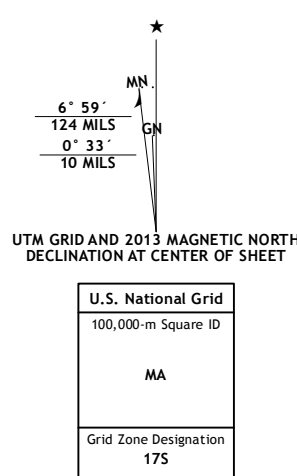 MN
6° 59´
124 MILS
GN
0° 33´
10 MILS
UTM GRID AND 2013 MAGNETIC NORTH
DECLINATION AT CENTER OF SHEET
U.S. National Grid
100,000-m Square ID
MA
Grid Zone Designation
17S